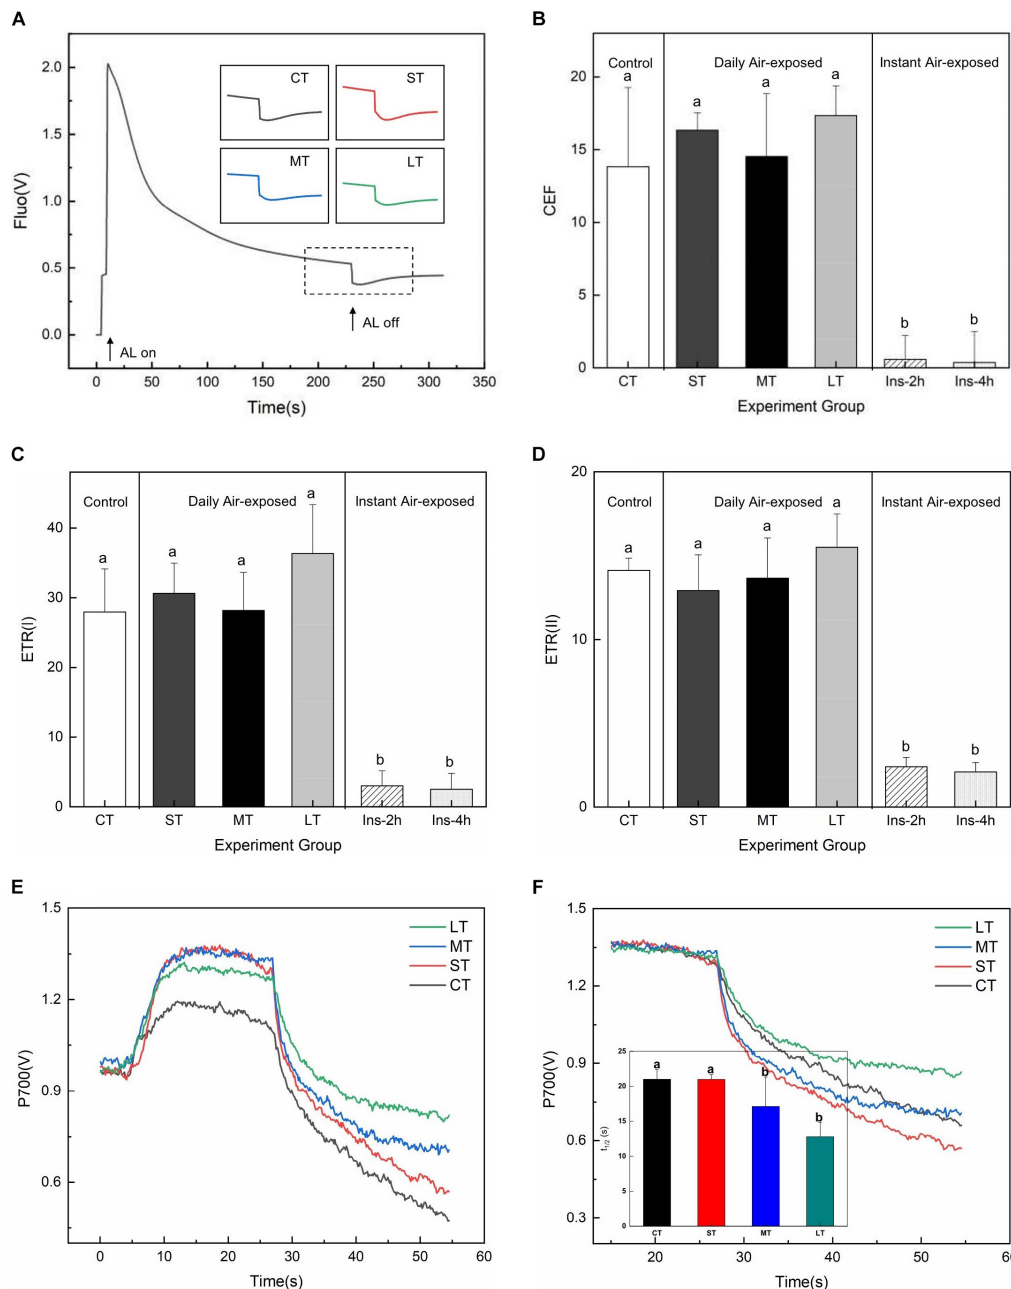 A
Fluo(V)
2.0
1.5
1.0
0.5
0.0
CT
ST
MT
LT
AL on
AL off
0 50 100 150 200 250 300 350
Time(s)
B
CEF
20
15
10
5
0
Control
Daily Air-exposed
Instant Air-exposed
a a a a b b
CT ST MT LT Ins-2h Ins-4h
Experiment Group
C
ETR(I)
40
30
20
10
0
Control
Daily Air-exposed
Instant Air-exposed
a a a a b b
CT ST MT LT Ins-2h Ins-4h
Experiment Group
D
ETR(II)
20
15
10
5
0
Control
Daily Air-exposed
Instant Air-exposed
a a a a b b
CT ST MT LT Ins-2h Ins-4h
Experiment Group
E
P700(V)
1.5
1.2
0.9
0.6
LT
MT
ST
CT
0 10 20 30 40 50 60
Time(s)
F
P700(V)
1.5
1.2
0.9
0.6
0.3
LT
MT
ST
CT
t1/2 (s)
25
20
15
10
5
0
a a b b
CT ST MT LT
20 30 40 50 60
Time(s)